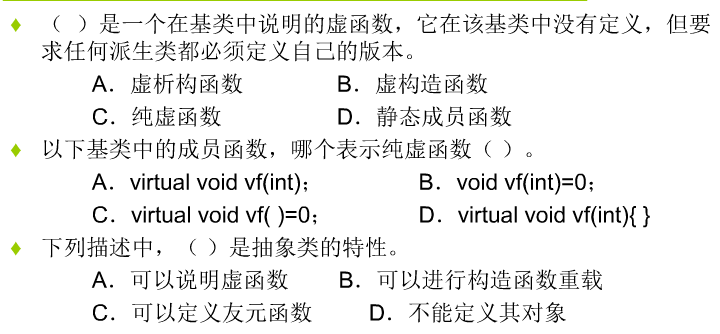 （ ）是一个在基类中说明的虚函数，它在该基类中没有定义，但要
求任何派生类都必须定义自己的版本。
A．虚析构函数 B．虚构造函数
C．纯虚函数 D．静态成员函数
以下基类中的成员函数，哪个表示纯虚函数（ ）。
A．virtual void vf(int)； B．void vf(int)=0；
C．virtual void vf( )=0； D．virtual void vf(int){ }
下列描述中，（ ）是抽象类的特性。
A．可以说明虚函数 B．可以进行构造函数重载
C．可以定义友元函数 D．不能定义其对象